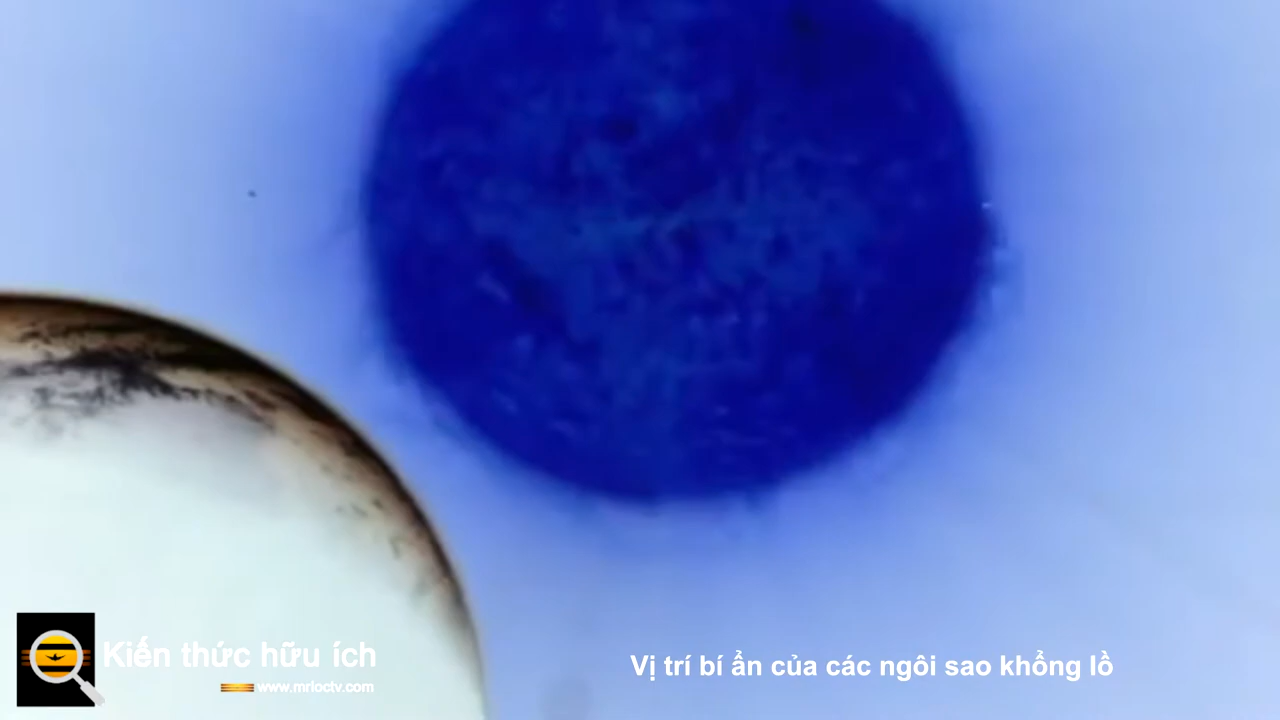 Kiến thức hữu ích
www.mrloctv.com
Vị trí bí ẩn của các ngôi sao khổng lồ